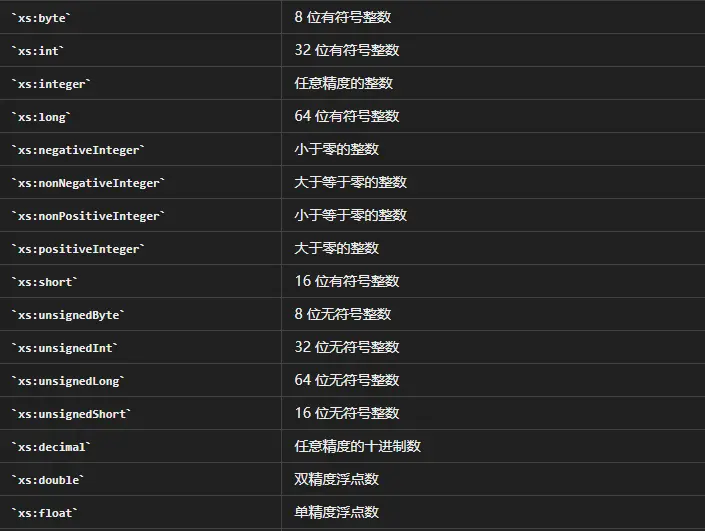 `xs:byte` 8 位有符号整数
`xs:int` 32 位有符号整数
`xs:integer` 任意精度的整数
`xs:long` 64 位有符号整数
`xs:negativeInteger` 小于零的整数
`xs:nonNegativeInteger` 大于等于零的整数
`xs:nonPositiveInteger` 小于等于零的整数
`xs:positiveInteger` 大于零的整数
`xs:short` 16 位有符号整数
`xs:unsignedByte` 8 位无符号整数
`xs:unsignedInt` 32 位无符号整数
`xs:unsignedLong` 64 位无符号整数
`xs:unsignedShort` 16 位无符号整数
`xs:decimal` 任意精度的十进制数
`xs:double` 双精度浮点数
`xs:float` 单精度浮点数